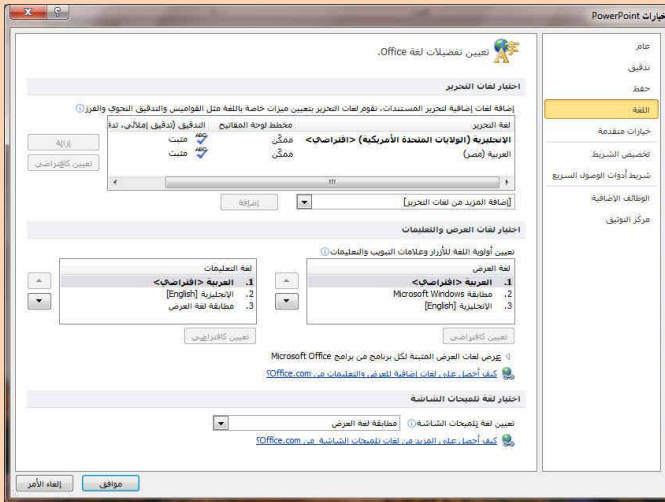 خيارات PowerPoint
عام
تدقيق
حفظ
اللغة
خيارات متقدمة
تخصيص الشريط
شريط أدوات الوصول السريع
الوظائف الإضافية
مركز التوثيق
تعيين تفضيلات لغة Office.
اختيار لغات التحرير
إضافة لغات إضافية لتحرير المستندات. تقوم لغات التحرير بتعيين ميزات خاصة باللغة مثل القواميس والتدقيق النحوي والفرز
لغة التحرير مخطط لوحة المفاتيح التدقيق (تدقيق إملائي، تدق
الإنجليزية (الولايات المتحدة الأمريكية) <افتراضي> ممكّن مثبت
العربية (مصر) ممكّن مثبت
إزالة
تعيين كافتراضي
[إضافة المزيد من لغات التحرير] إضافة
اختيار لغات العرض والتعليمات
تعيين أولوية اللغة للأزرار وعلامات التبويب والتعليمات
لغة العرض
1. العربية <افتراضي>
2. مطابقة Microsoft Windows
3. الإنجليزية [English]
تعيين كافتراضي
لغة التعليمات
1. العربية <افتراضي>
2. الإنجليزية [English]
3. مطابقة لغة العرض
تعيين كافتراضي
عرض لغات العرض المثبتة لكل برنامج من برامج Microsoft Office
كيف أحصل على لغات إضافية للعرض والتعليمات من Office.com؟
اختيار لغة تلميحات الشاشة
تعيين لغة تلميحات الشاشة مطابقة لغة العرض
كيف أحصل على المزيد من لغات تلميحات الشاشة من Office.com؟
موافق إلغاء الأمر